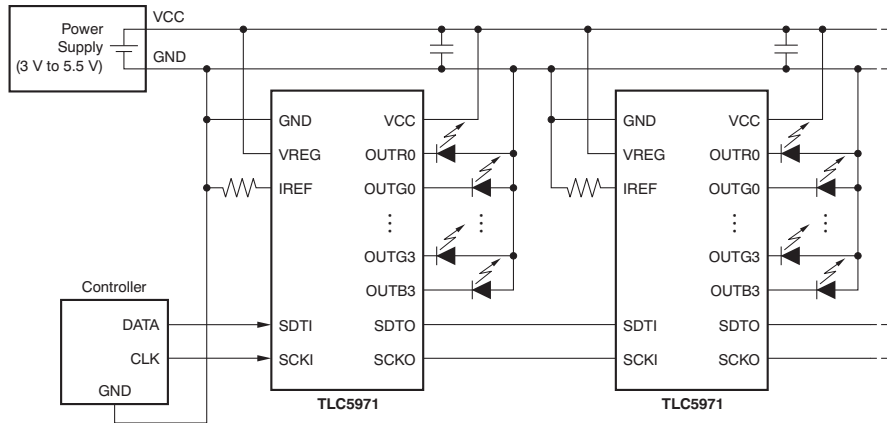 VCC
Power
Supply
(3 V to 5.5 V)
GND
GND
VCC
VREG
OUTR0
IREF
OUTG0
OUTG3
OUTB3
SDTI
SDTO
SCKI
SCKO
TLC5971
GND
VCC
VREG
OUTR0
IREF
OUTG0
OUTG3
OUTB3
SDTI
SDTO
SCKI
SCKO
TLC5971
Controller
DATA
CLK
GND